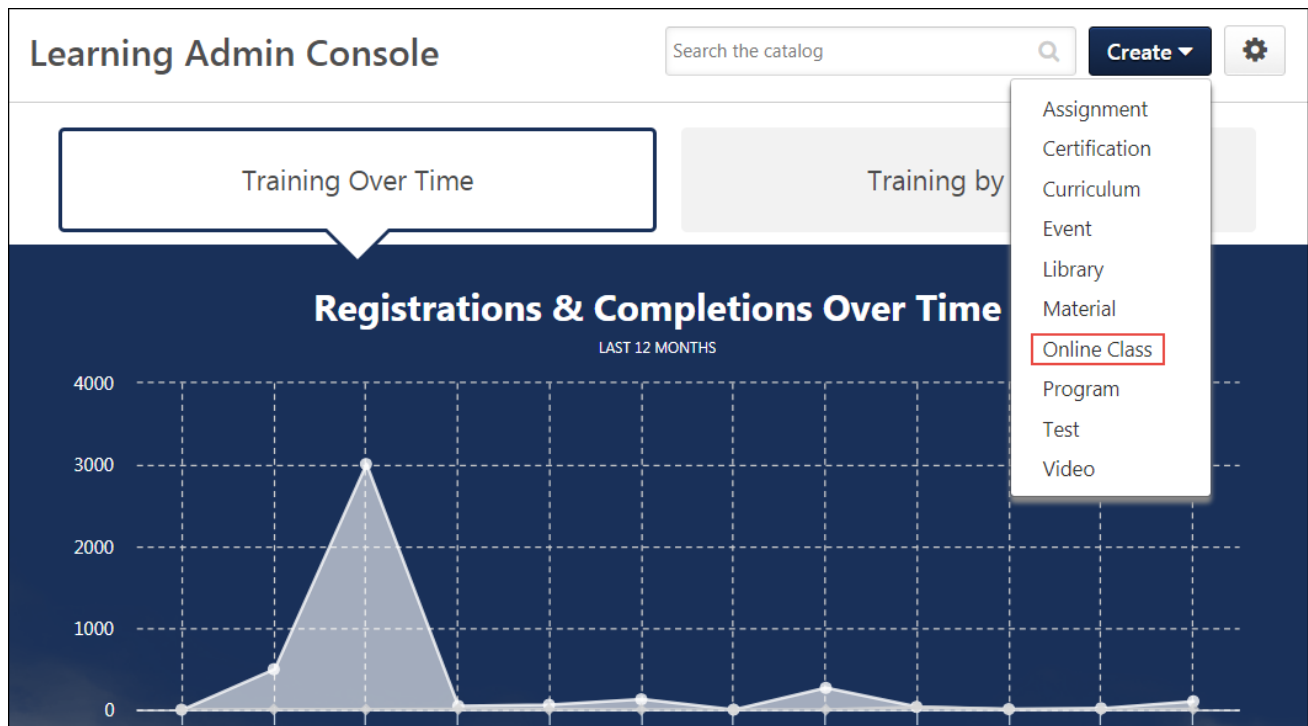 Learning Admin Console
Search the catalog
Create
Assignment
Certification
Curriculum
Event
Library
Material
Online Class
Program
Test
Video
Training Over Time
Training by
Registrations & Completions Over Time
LAST 12 MONTHS
4000
3000
2000
1000
0